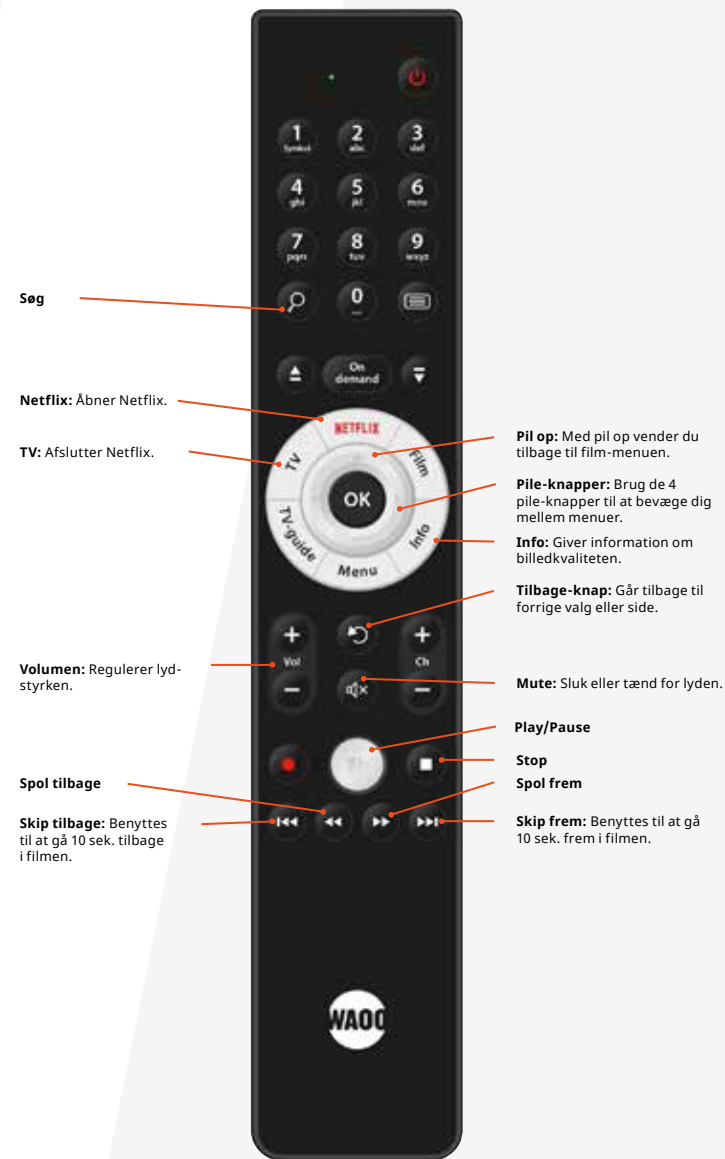 1
2
abc
3
def
4
ghi
5
jkl
6
mno
7
pqrs
8
tuv
9
wxyz
0
Søg
On
demand
Netflix: Åbner Netflix.
TV: Afslutter Netflix.
NETFLIX
TV
Film
OK
TV-guide
Info
Menu
Pil op: Med pil op vender du
tilbage til film-menuen.
Pile-knapper: Brug de 4
pile-knapper til at bevæge dig
mellem menuer.
Info: Giver information om
billedkvaliteten.
Tilbage-knap: Går tilbage til
forrige valg eller side.
+
Vol
−
+
Ch
−
Volumen: Regulerer lyd-
styrken.
Mute: Sluk eller tænd for lyden.
Play/Pause
Stop
Spol tilbage
Spol frem
Skip tilbage: Benyttes
til at gå 10 sek. tilbage
i filmen.
Skip frem: Benyttes til at gå
10 sek. frem i filmen.
WAOO